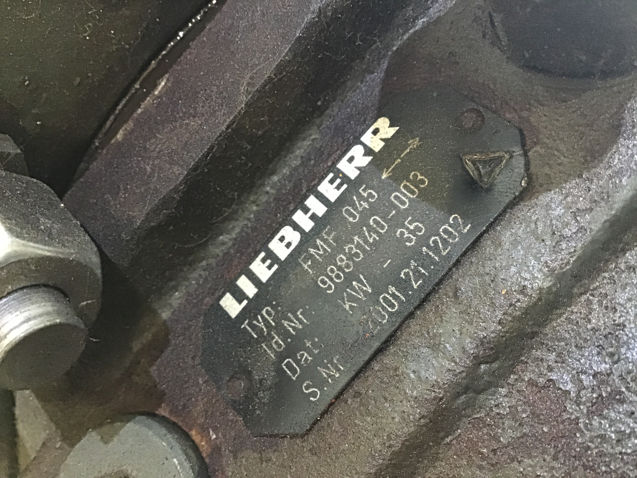 LIEBHERR
Typ: FMF 045
Id.Nr 9883140-003
Dat: KW - 35
S.Nr 2001 21 1202